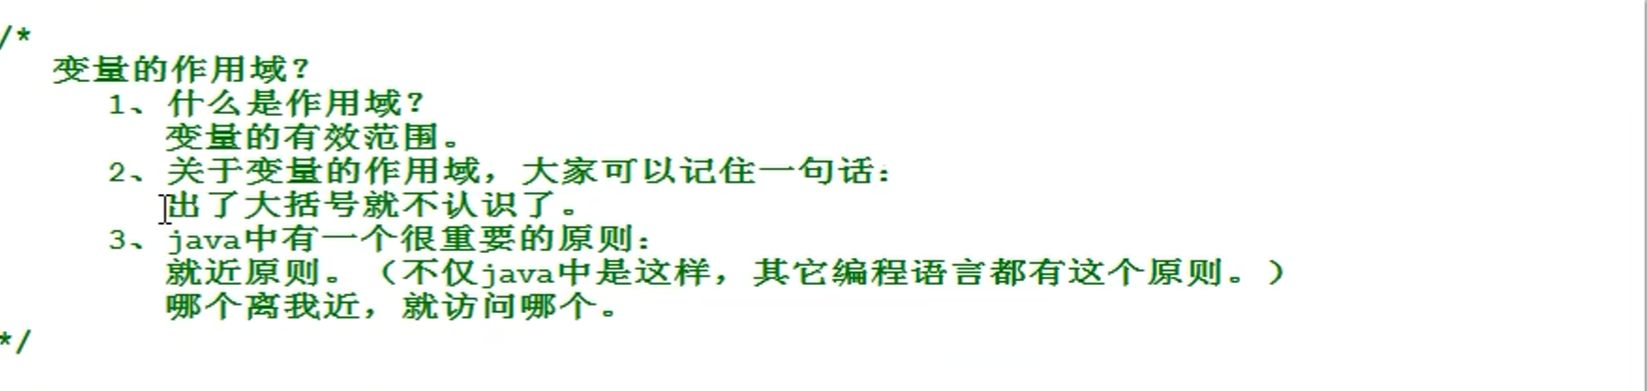 /*
变量的作用域？
1、什么是作用域？
变量的有效范围。
2、关于变量的作用域，大家可以记住一句话：
出了大括号就不认识了。
3、java中有一个很重要的原则：
就近原则。（不仅java中是这样，其它编程语言都有这个原则。）
哪个离我近，就访问哪个。
*/